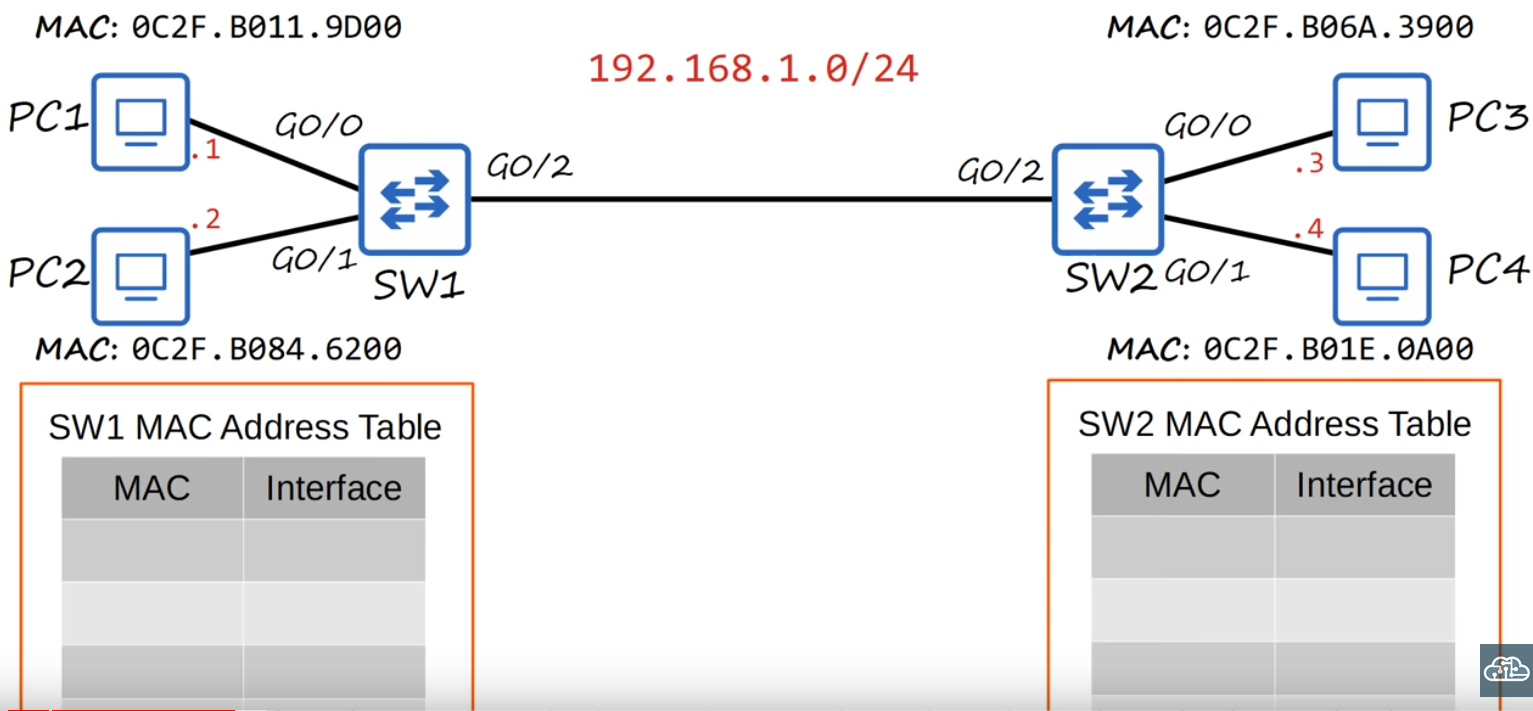 MAC: 0C2F.B011.9D00
MAC: 0C2F.B06A.3900
192.168.1.0/24
PC1
.1
G0/0
G0/2
G0/2
G0/0
.3
PC3
PC2
.2
G0/1
SW1
SW2
G0/1
.4
PC4
MAC: 0C2F.B084.6200
MAC: 0C2F.B01E.0A00
SW1 MAC Address Table
MAC Interface
SW2 MAC Address Table
MAC Interface